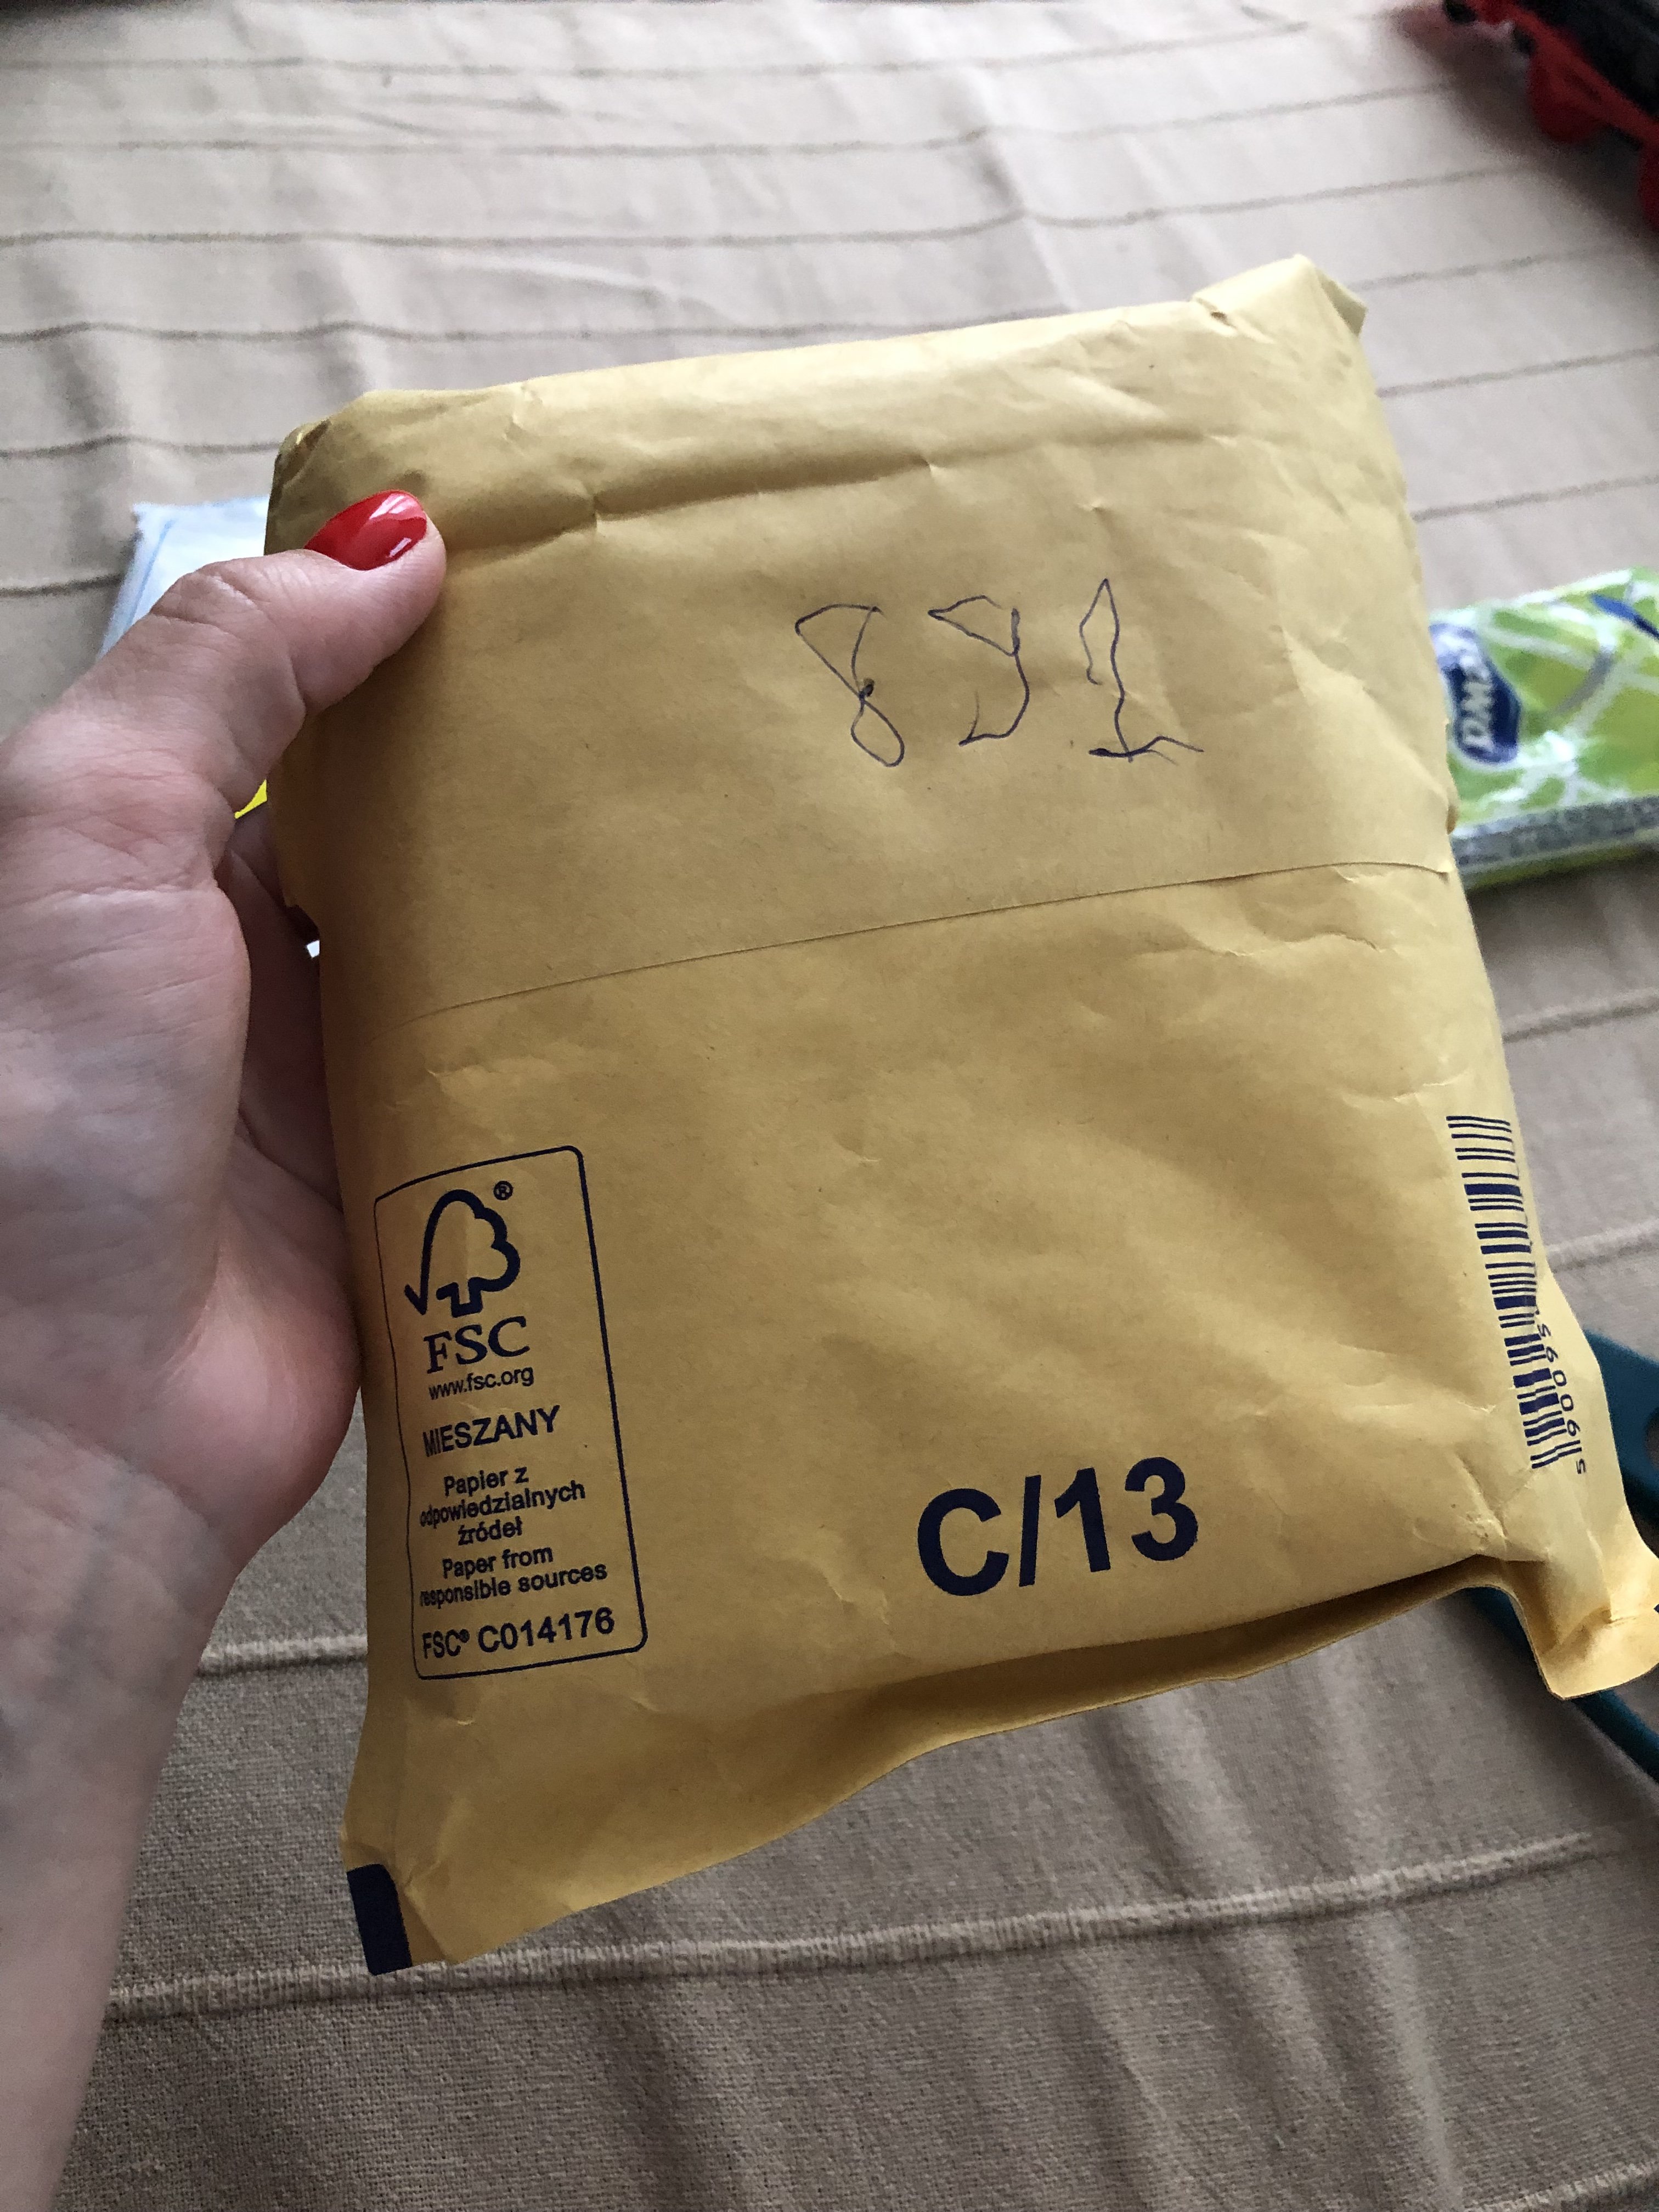 891
FSC®
www.fsc.org
MIESZANY
Papier z
odpowiedzialnych
źródeł
Paper from
responsible sources
FSC® C014176
C/13